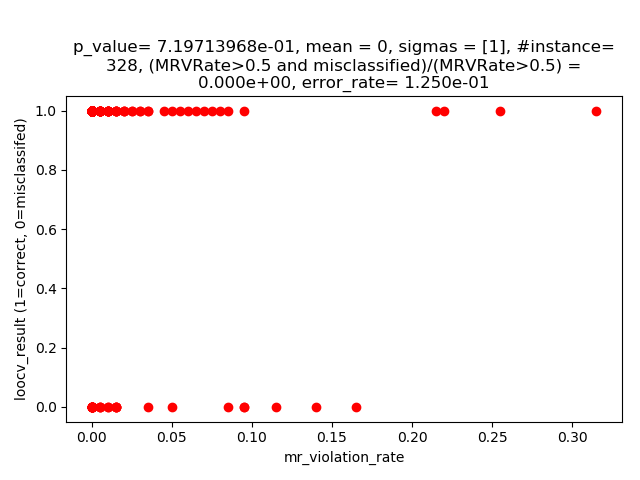 p_value= 7.19713968e-01, mean = 0, sigmas = [1], #instance=
328, (MRVRate>0.5 and misclassified)/(MRVRate>0.5) =
0.000e+00, error_rate= 1.250e-01
1.0
0.8
0.6
0.4
0.2
0.0
loocv_result (1=correct, 0=misclassifed)
0.00 0.05 0.10 0.15 0.20 0.25 0.30
mr_violation_rate